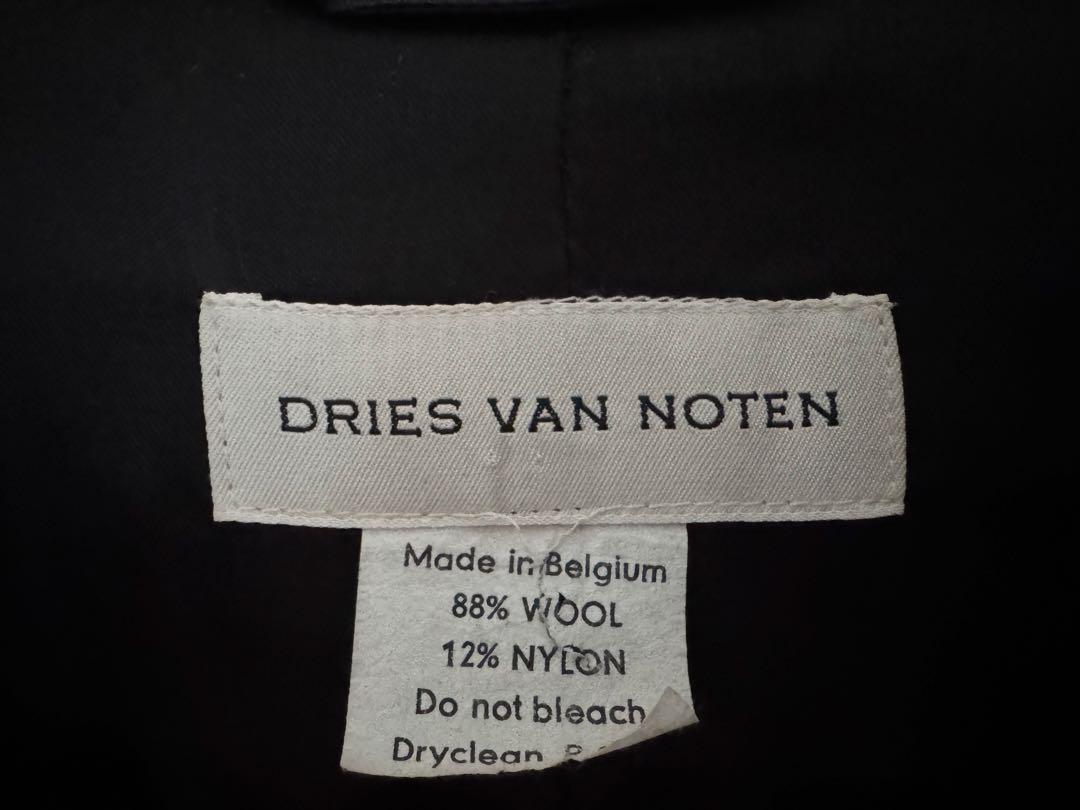 DRIES VAN NOTEN
Made in Belgium
88% WOOL
12% NYLON
Do not bleach
Dryclean